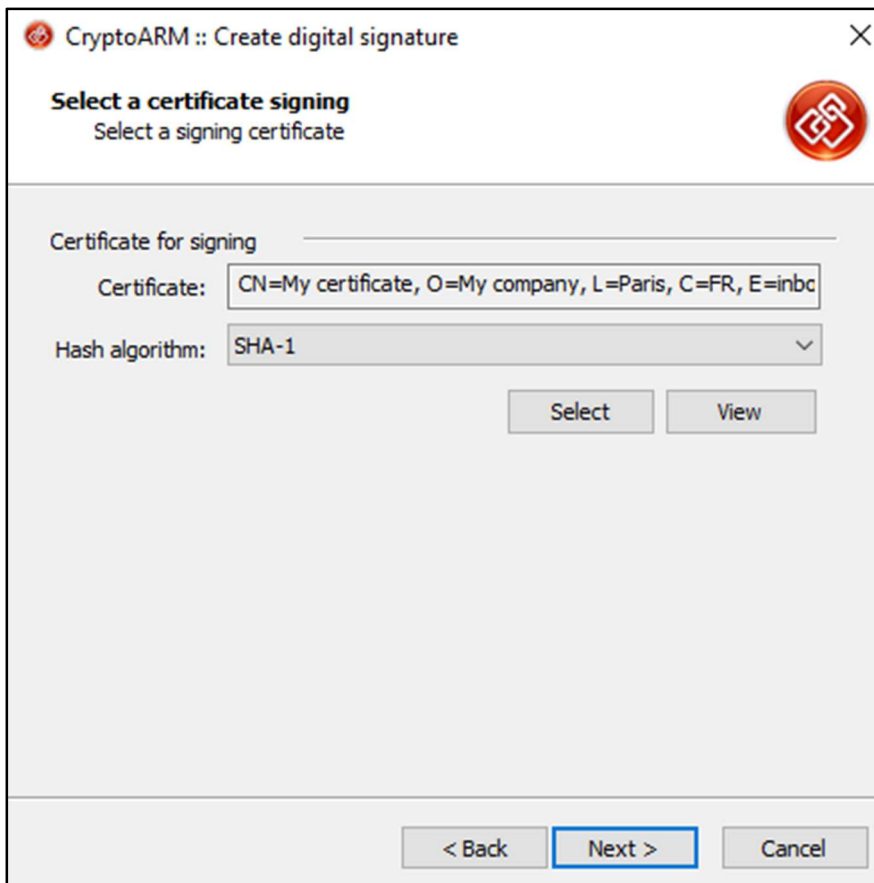 CryptoARM :: Create digital signature
Select a certificate signing
Select a signing certificate
Certificate for signing
Certificate: CN=My certificate, O=My company, L=Paris, C=FR, E=inbc
Hash algorithm: SHA-1
Select View
< Back Next > Cancel